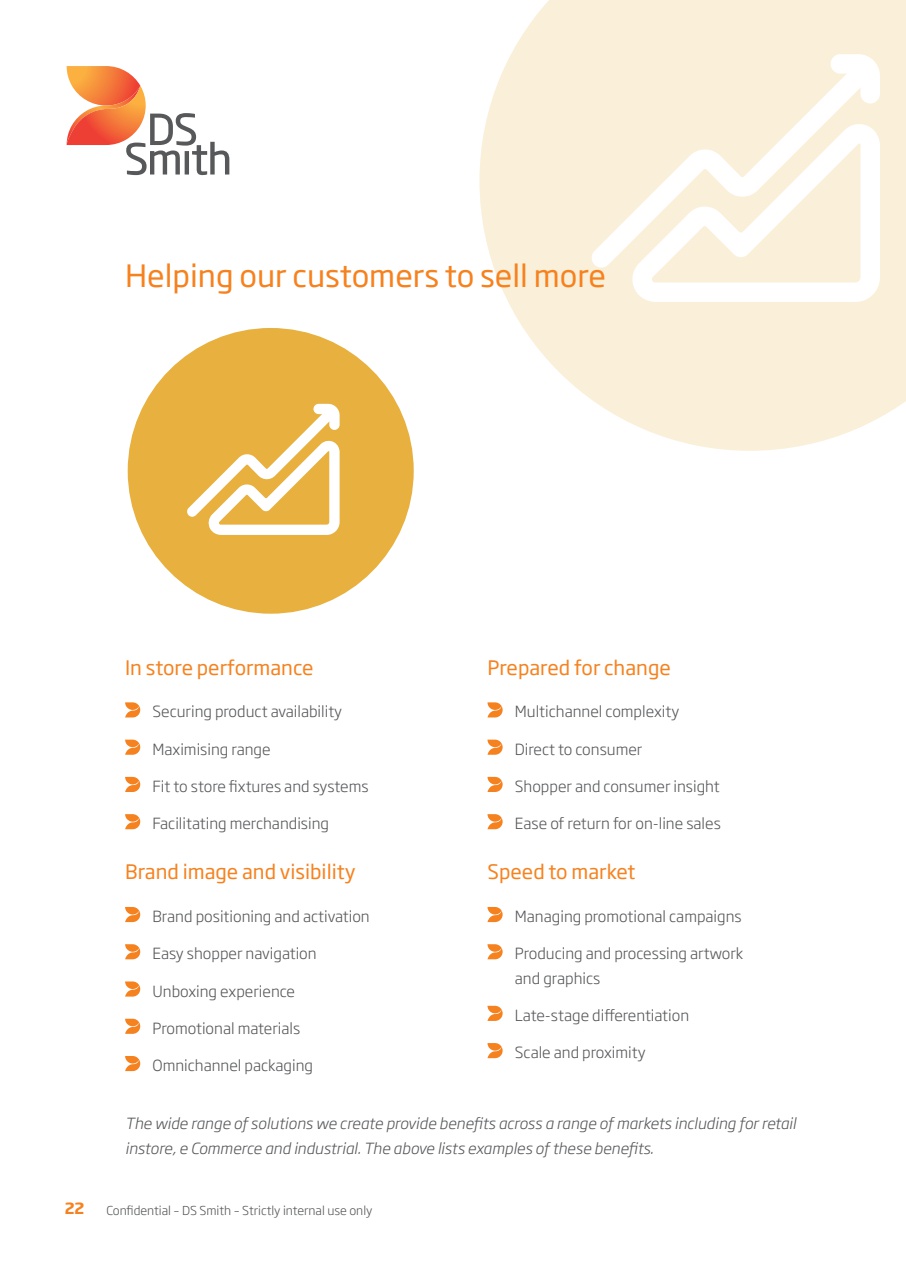 DS
Smith
Helping our customers to sell more
In store performance
Securing product availability
Maximising range
Fit to store fixtures and systems
Facilitating merchandising
Brand image and visibility
Brand positioning and activation
Easy shopper navigation
Unboxing experience
Promotional materials
Omnichannel packaging
Prepared for change
Multichannel complexity
Direct to consumer
Shopper and consumer insight
Ease of return for on-line sales
Speed to market
Managing promotional campaigns
Producing and processing artwork
and graphics
Late-stage differentiation
Scale and proximity
The wide range of solutions we create provide benefits across a range of markets including for retail
instore, e Commerce and industrial. The above lists examples of these benefits.
22 Confidential – DS Smith – Strictly internal use only